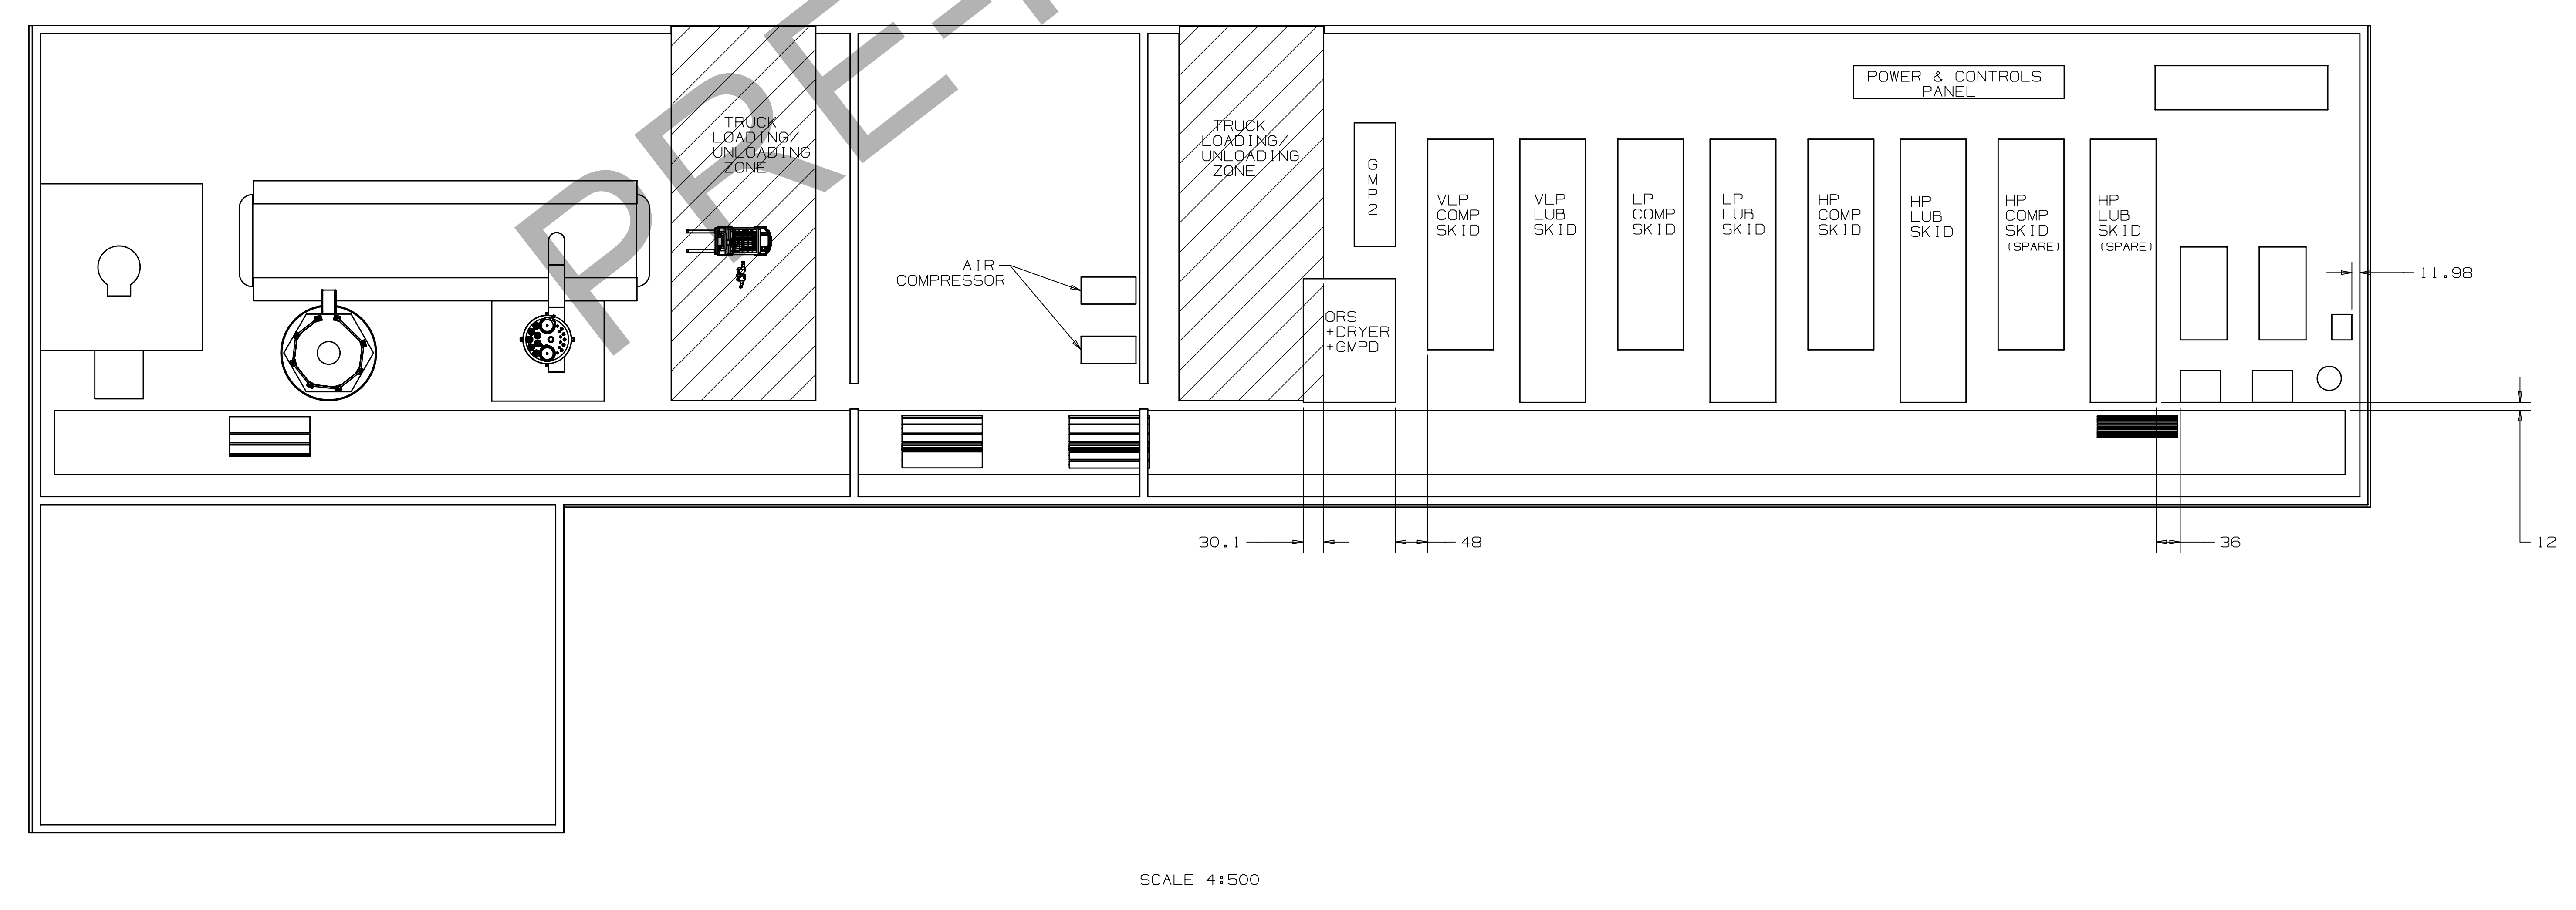 PRE-
POWER & CONTROLS
PANEL
TRUCK
LOADING/
UNLOADING
ZONE
TRUCK
LOADING/
UNLOADING
ZONE
G
M
P
2
VLP
COMP
SKID
VLP
LUB
SKID
LP
COMP
SKID
LP
LUB
SKID
HP
COMP
SKID
HP
LUB
SKID
HP
COMP
SKID
(SPARE)
HP
LUB
SKID
(SPARE)
AIR
COMPRESSOR
11.98
ORS
+DRYER
+GMPD
30.1
48
36
12
SCALE 4:500